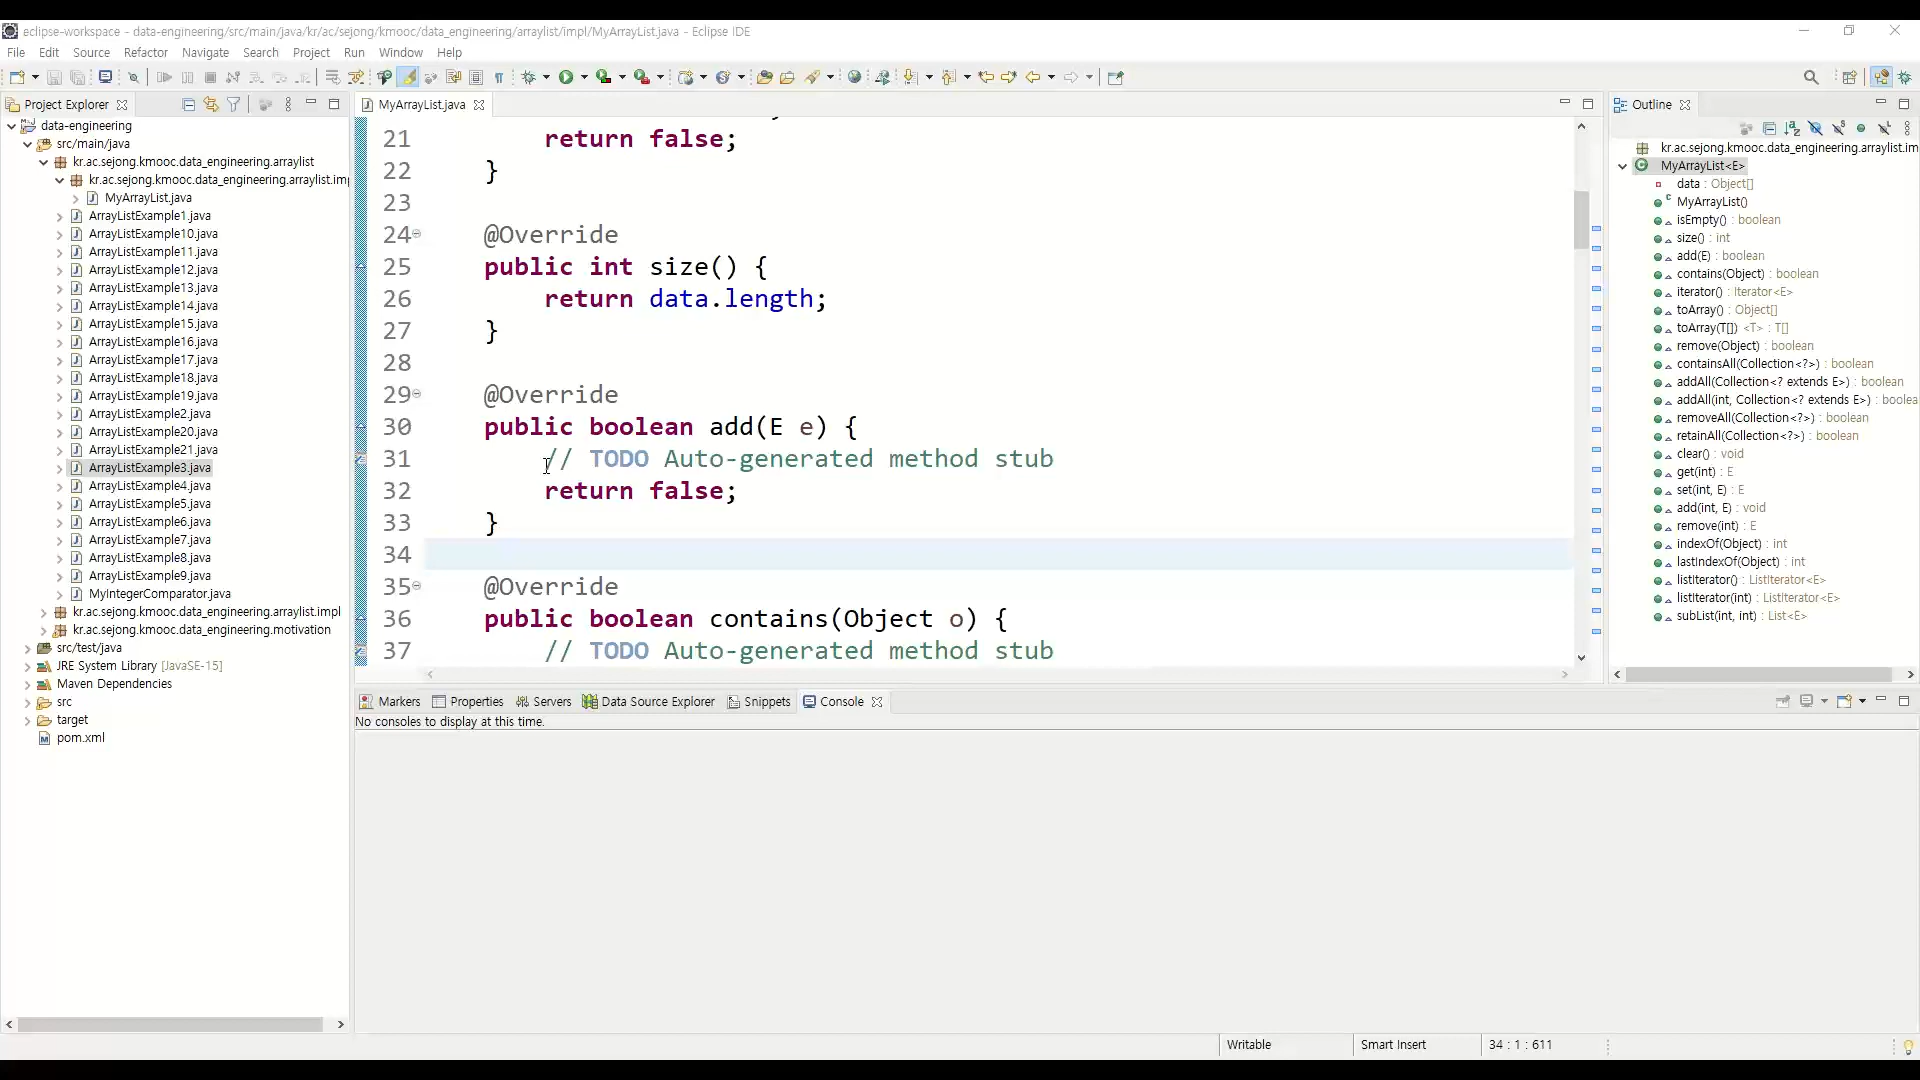 eclipse-workspace - data-engineering/src/main/java/kr/ac/sejong/kmooc/data_engineering/arraylist/impl/MyArrayList.java - Eclipse IDE
File Edit Source Refactor Navigate Search Project Run Window Help
Project Explorer
data-engineering
src/main/java
kr.ac.sejong.kmooc.data_engineering.arraylist
kr.ac.sejong.kmooc.data_engineering.arraylist.imp
MyArrayList.java
ArrayListExample1.java
ArrayListExample10.java
ArrayListExample11.java
ArrayListExample12.java
ArrayListExample13.java
ArrayListExample14.java
ArrayListExample15.java
ArrayListExample16.java
ArrayListExample17.java
ArrayListExample18.java
ArrayListExample19.java
ArrayListExample2.java
ArrayListExample20.java
ArrayListExample21.java
ArrayListExample3.java
ArrayListExample4.java
ArrayListExample5.java
ArrayListExample6.java
ArrayListExample7.java
ArrayListExample8.java
ArrayListExample9.java
MyIntegerComparator.java
kr.ac.sejong.kmooc.data_engineering.arraylist.impl
kr.ac.sejong.kmooc.data_engineering.motivation
src/test/java
JRE System Library [JavaSE-15]
Maven Dependencies
src
target
pom.xml
MyArrayList.java
21 return false;
22 }
23
24 @Override
25 public int size() {
26 return data.length;
27 }
28
29 @Override
30 public boolean add(E e) {
31 // TODO Auto-generated method stub
32 return false;
33 }
34
35 @Override
36 public boolean contains(Object o) {
37 // TODO Auto-generated method stub
Markers Properties Servers Data Source Explorer Snippets Console
No consoles to display at this time.
Outline
kr.ac.sejong.kmooc.data_engineering.arraylist.im
MyArrayList<E>
data : Object[]
MyArrayList()
isEmpty() : boolean
size() : int
add(E) : boolean
contains(Object) : boolean
iterator() : Iterator<E>
toArray() : Object[]
toArray(T[]) <T> : T[]
remove(Object) : boolean
containsAll(Collection<?>) : boolean
addAll(Collection<? extends E>) : boolean
addAll(int, Collection<? extends E>) : boolea
removeAll(Collection<?>) : boolean
retainAll(Collection<?>) : boolean
clear() : void
get(int) : E
set(int, E) : E
add(int, E) : void
remove(int) : E
indexOf(Object) : int
lastIndexOf(Object) : int
listIterator() : ListIterator<E>
listIterator(int) : ListIterator<E>
subList(int, int) : List<E>
Writable Smart Insert 34 : 1 : 611